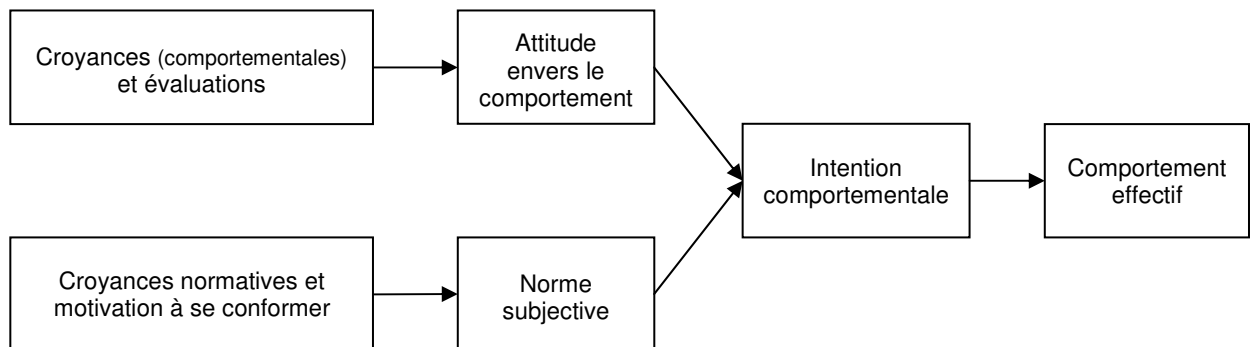 Croyances (comportementales)
et évaluations
Attitude
envers le
comportement
Intention
comportementale
Comportement
effectif
Croyances normatives et
motivation à se conformer
Norme
subjective